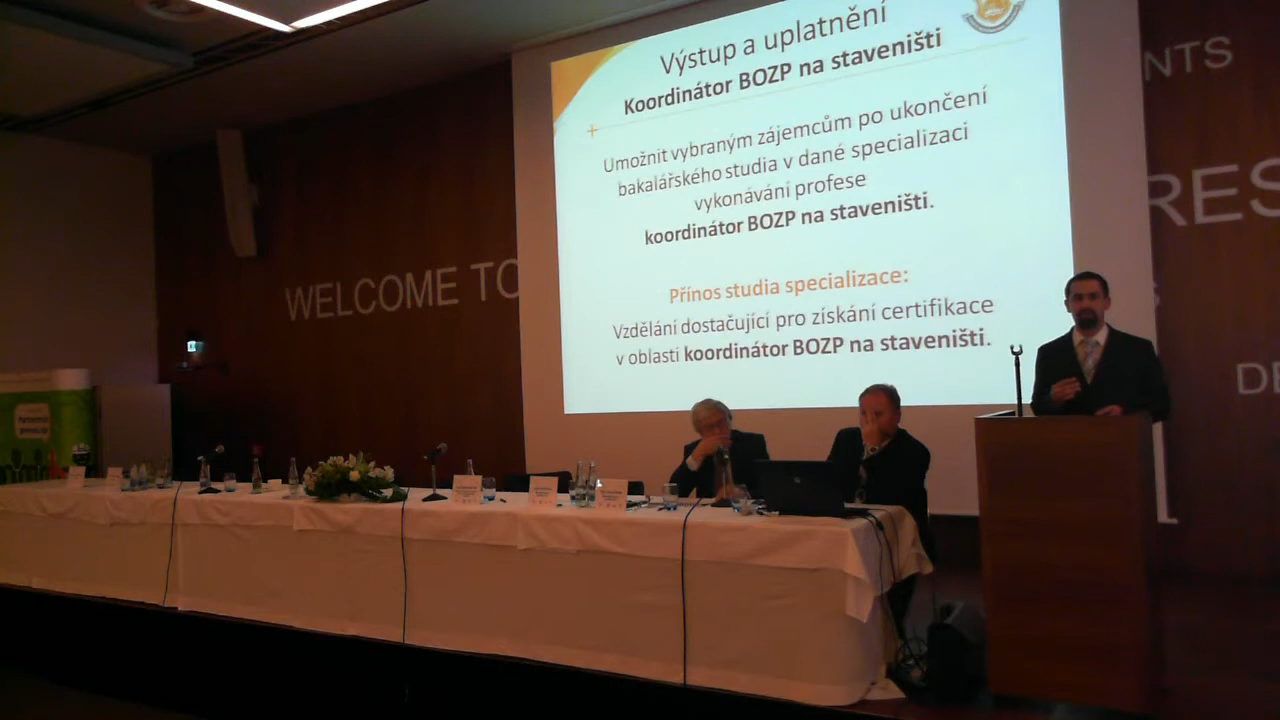 Výstup a uplatnění
Koordinátor BOZP na staveništi
Umožnit vybraným zájemcům po ukončení
bakalářského studia v dané specializaci
vykonávání profese
koordinátor BOZP na staveništi.
Přínos studia specializace:
Vzdělání dostačující pro získání certifikace
v oblasti koordinátor BOZP na staveništi.
WELCOME TO
NTS
RES
S
DE